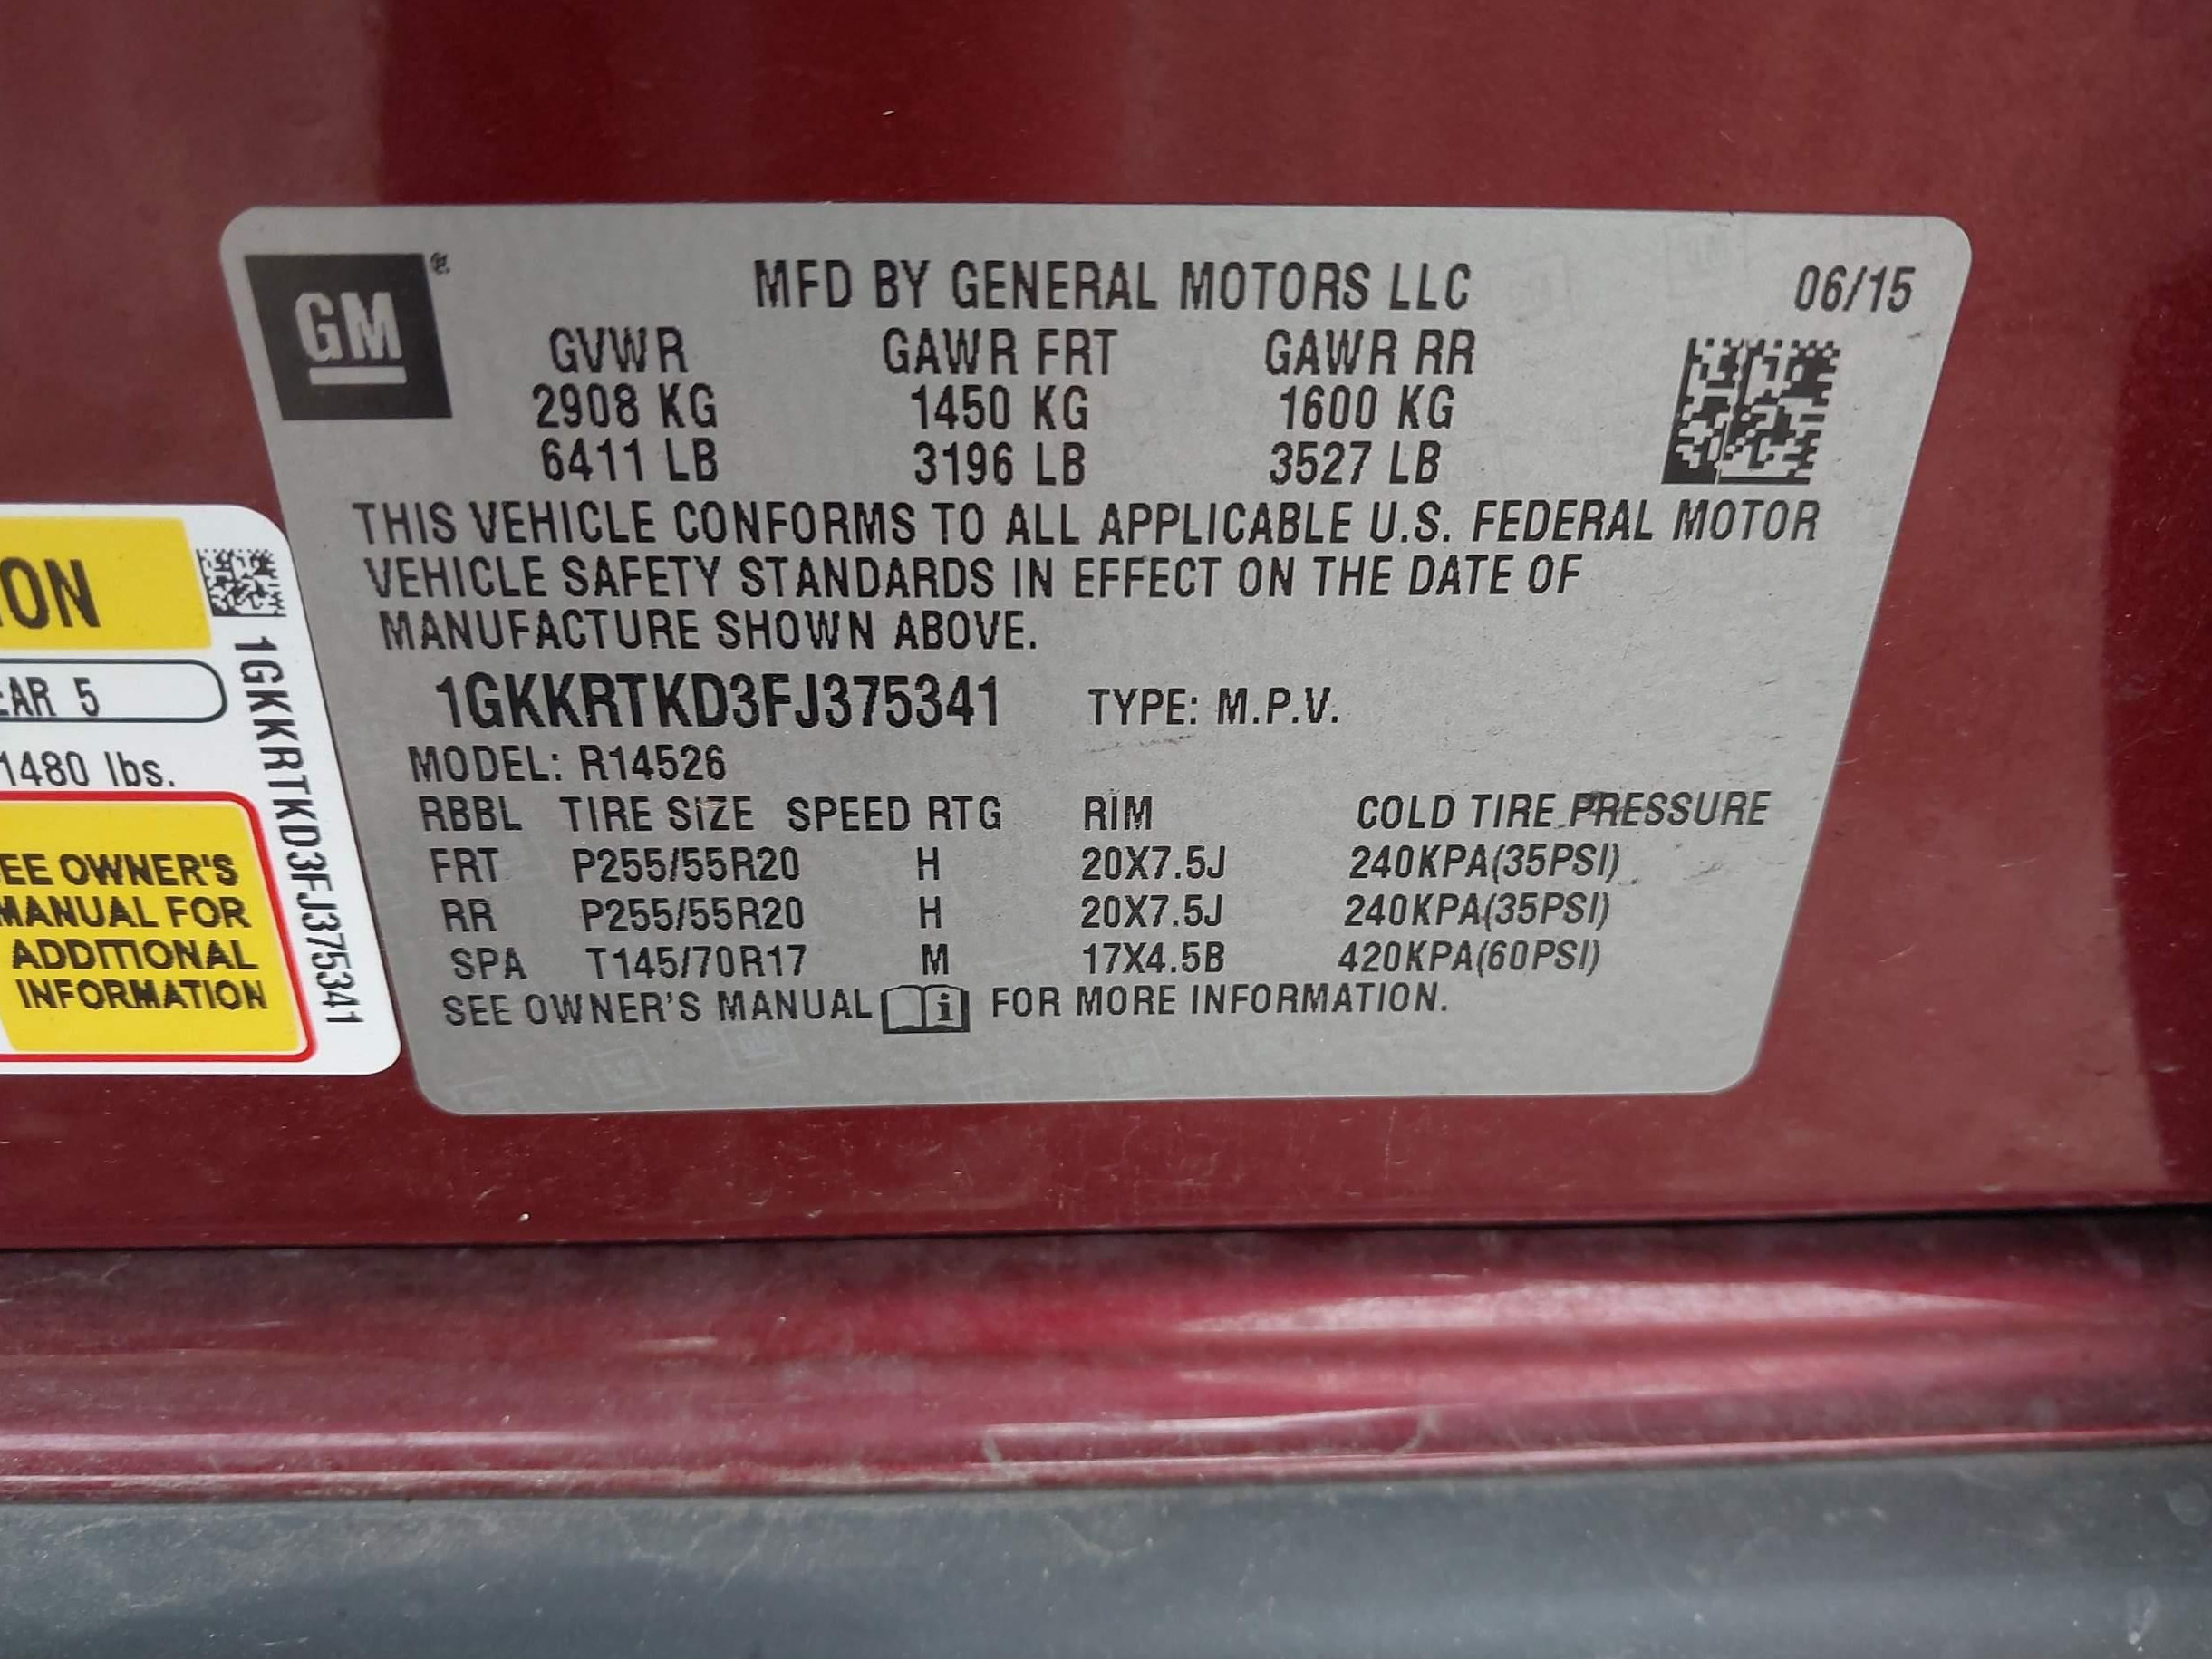 GM
MFD BY GENERAL MOTORS LLC 06/15
GVWR GAWR FRT GAWR RR
2908 KG 1450 KG 1600 KG
6411 LB 3196 LB 3527 LB
THIS VEHICLE CONFORMS TO ALL APPLICABLE U.S. FEDERAL MOTOR
VEHICLE SAFETY STANDARDS IN EFFECT ON THE DATE OF
MANUFACTURE SHOWN ABOVE.
1GKKRTKD3FJ375341 TYPE: M.P.V.
MODEL: R14526
RBBL TIRE SIZE SPEED RTG RIM COLD TIRE PRESSURE
FRT P255/55R20 H 20X7.5J 240KPA(35PSI)
RR P255/55R20 H 20X7.5J 240KPA(35PSI)
SPA T145/70R17 M 17X4.5B 420KPA(60PSI)
SEE OWNER'S MANUAL i FOR MORE INFORMATION.
ON
EAR 5
1480 lbs.
EE OWNER'S
MANUAL FOR
ADDITIONAL
INFORMATION
1GKKRTKD3FJ375341